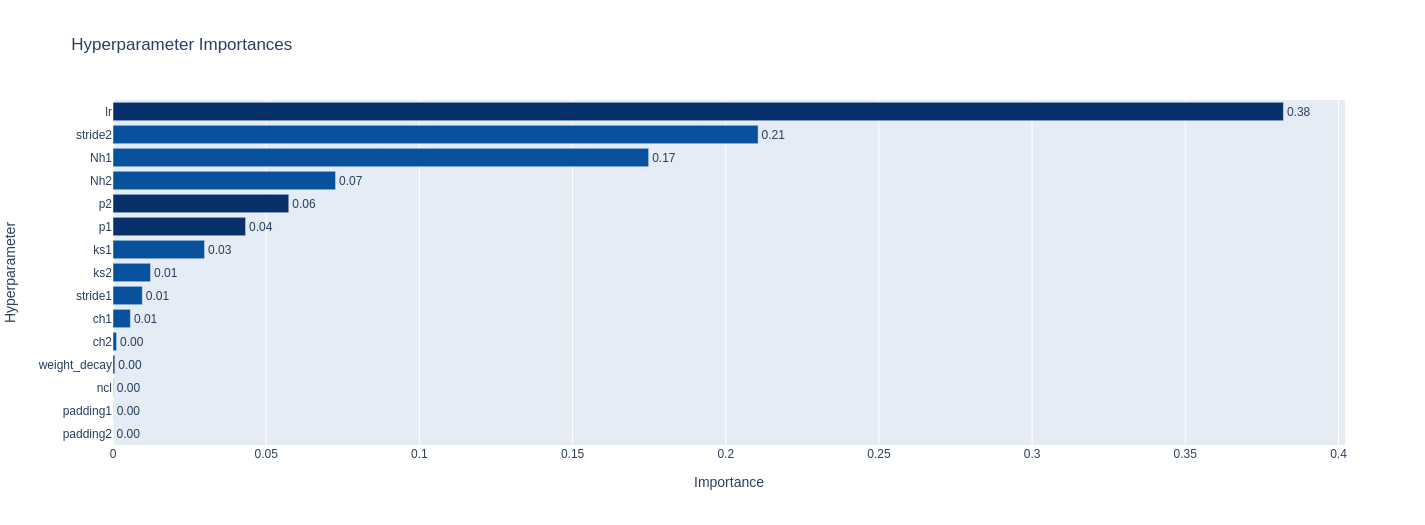 Hyperparameter Importances
Hyperparameter
lr 0.38
stride2 0.21
Nh1 0.17
Nh2 0.07
p2 0.06
p1 0.04
ks1 0.03
ks2 0.01
stride1 0.01
ch1 0.01
ch2 0.00
weight_decay 0.00
ncl 0.00
padding1 0.00
padding2 0.00
0 0.05 0.1 0.15 0.2 0.25 0.3 0.35 0.4
Importance